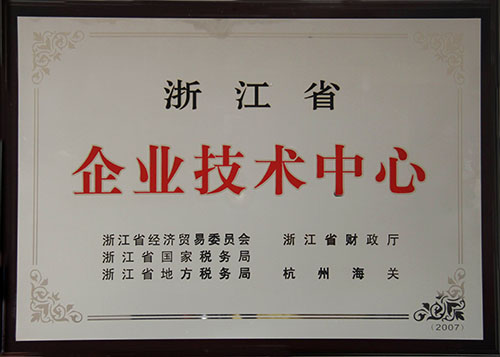 浙江省
企业技术中心
浙江省经济贸易委员会 浙江省财政厅
浙江省国家税务局
浙江省地方税务局 杭州海关
(2007)